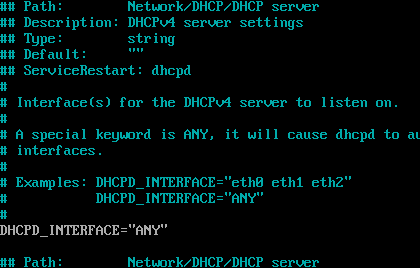 ## Path:        Network/DHCP/DHCP server
## Description: DHCPv4 server settings
## Type:        string
## Default:     ""
## ServiceRestart: dhcpd
#
# Interface(s) for the DHCPv4 server to listen on.
#
# A special keyword is ANY, it will cause dhcpd to
# interfaces.
#
# Examples: DHCPD_INTERFACE="eth0 eth1 eth2"
#           DHCPD_INTERFACE="ANY"
#
DHCPD_INTERFACE="ANY"

## Path:        Network/DHCP/DHCP server